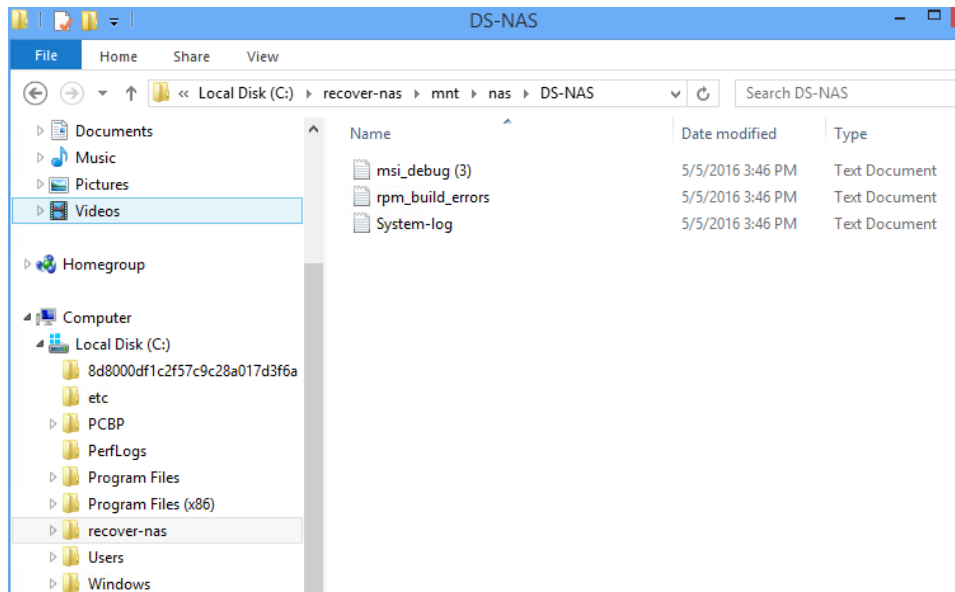 DS-NAS
File Home Share View
« Local Disk (C:) recover-nas mnt nas DS-NAS Search DS-NAS
Documents
Music
Pictures
Videos
Homegroup
Computer
Local Disk (C:)
8d8000df1c2f57c9c28a017d3f6a
etc
PCBP
PerfLogs
Program Files
Program Files (x86)
recover-nas
Users
Windows
Name Date modified Type
msi_debug (3) 5/5/2016 3:46 PM Text Document
rpm_build_errors 5/5/2016 3:46 PM Text Document
System-log 5/5/2016 3:46 PM Text Document